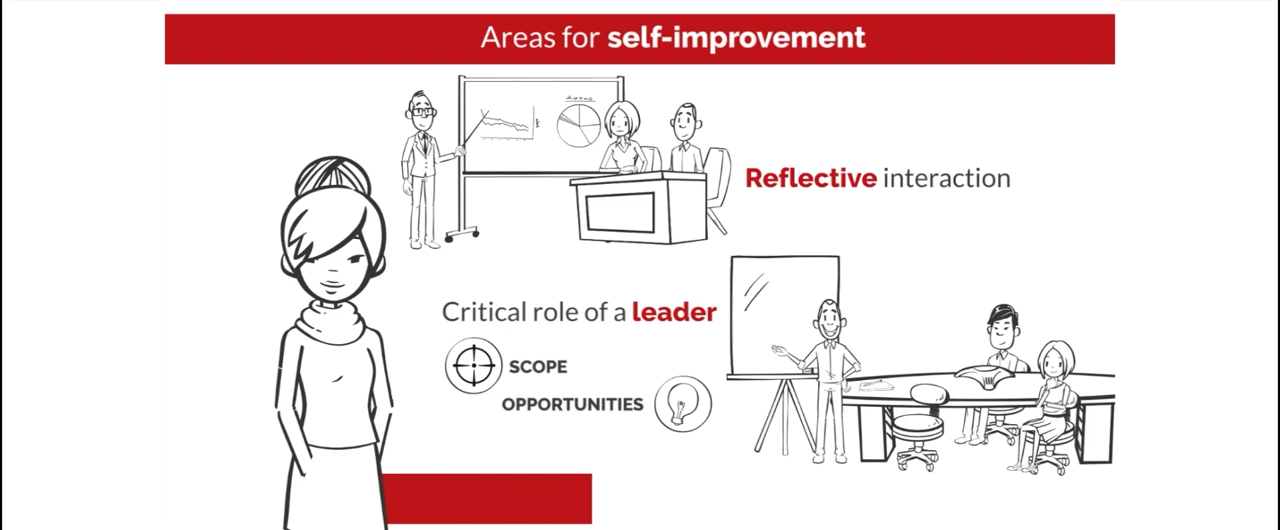 Areas for self-improvement
Reflective interaction
Critical role of a leader
SCOPE
OPPORTUNITIES